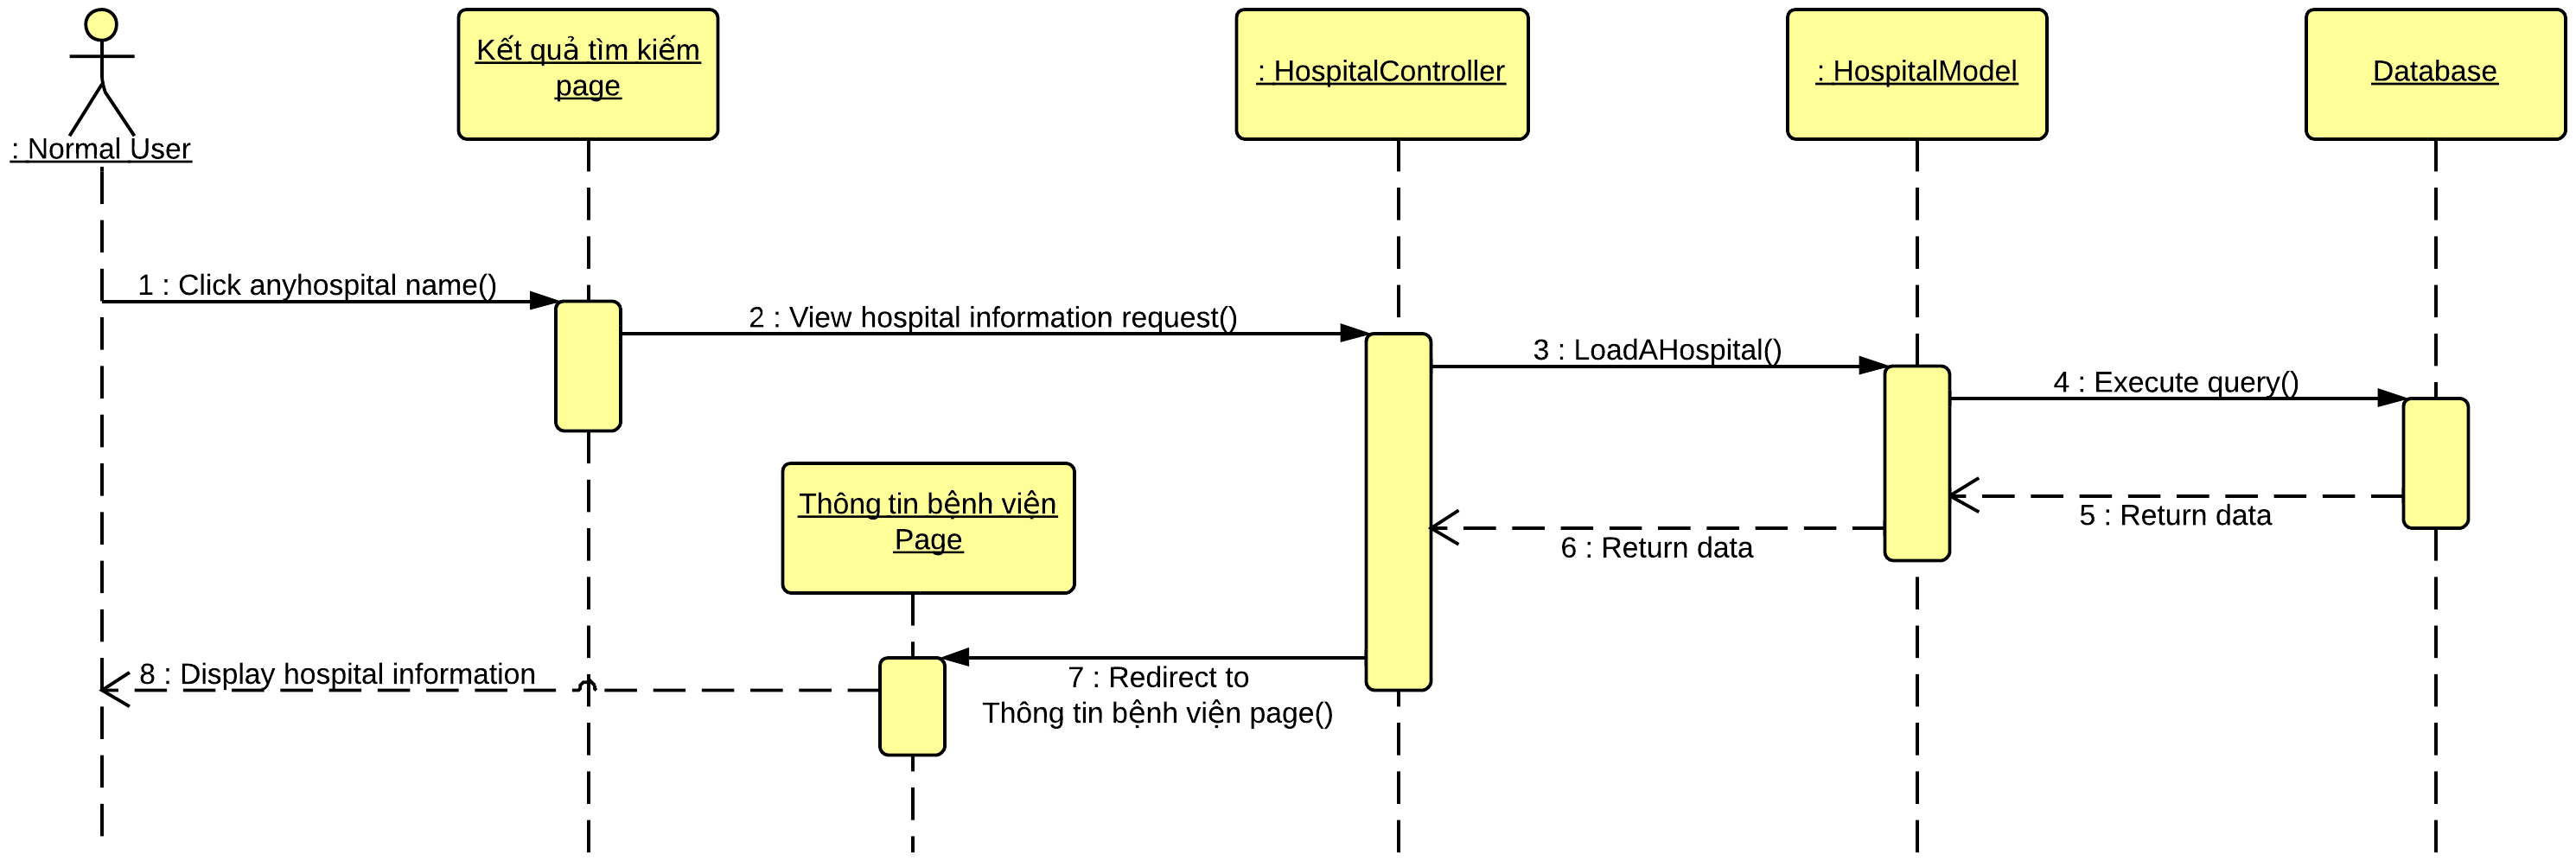 Kết quả tìm kiếm
page
: HospitalController
: HospitalModel
Database
: Normal User
1 : Click anyhospital name()
2 : View hospital information request()
3 : LoadAHospital()
4 : Execute query()
Thông tin bệnh viện
Page
5 : Return data
6 : Return data
8 : Display hospital information
7 : Redirect to
Thông tin bệnh viện page()